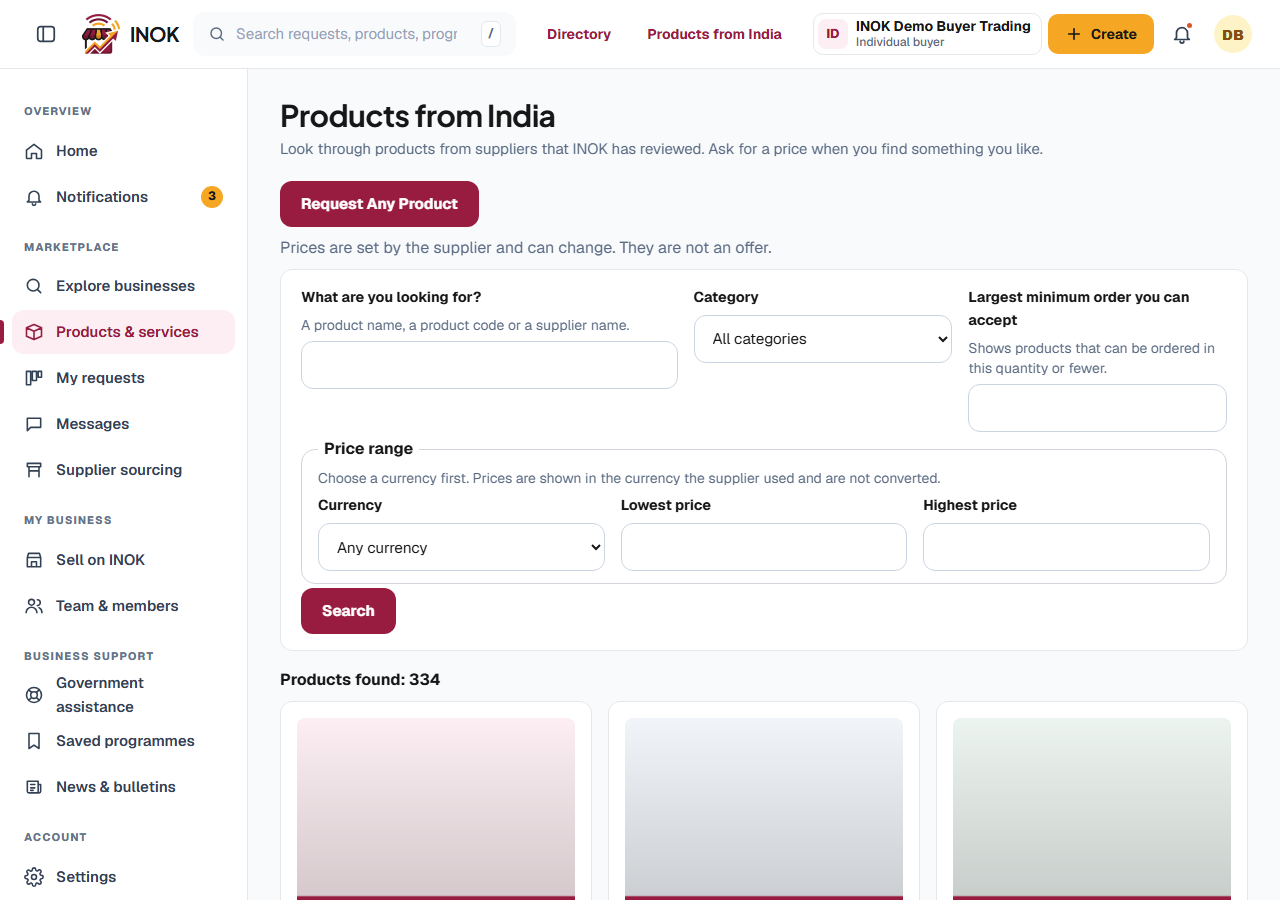 INOK
Search requests, products, progr
/
Directory
Products from India
ID
INOK Demo Buyer Trading
Individual buyer
Create
DB
OVERVIEW
Home
Notifications
3
MARKETPLACE
Explore businesses
Products & services
My requests
Messages
Supplier sourcing
MY BUSINESS
Sell on INOK
Team & members
BUSINESS SUPPORT
Government
assistance
Saved programmes
News & bulletins
ACCOUNT
Settings
Products from India
Look through products from suppliers that INOK has reviewed. Ask for a price when you find something you like.
Request Any Product
Prices are set by the supplier and can change. They are not an offer.
What are you looking for?
A product name, a product code or a supplier name.
Category
All categories
Largest minimum order you can
accept
Shows products that can be ordered in
this quantity or fewer.
Price range
Choose a currency first. Prices are shown in the currency the supplier used and are not converted.
Currency
Any currency
Lowest price
Highest price
Search
Products found: 334